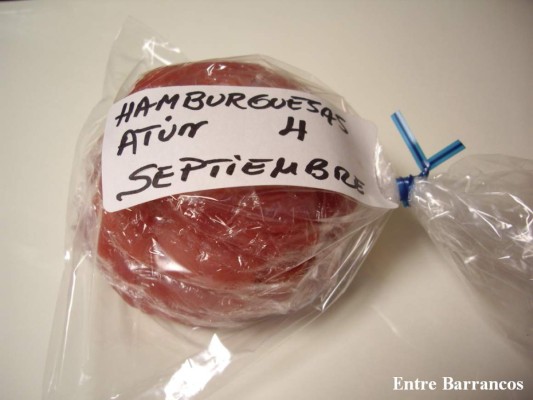 HAMBURGUESAS
ATÚN 4
SEPTIEMBRE
Entre Barrancos